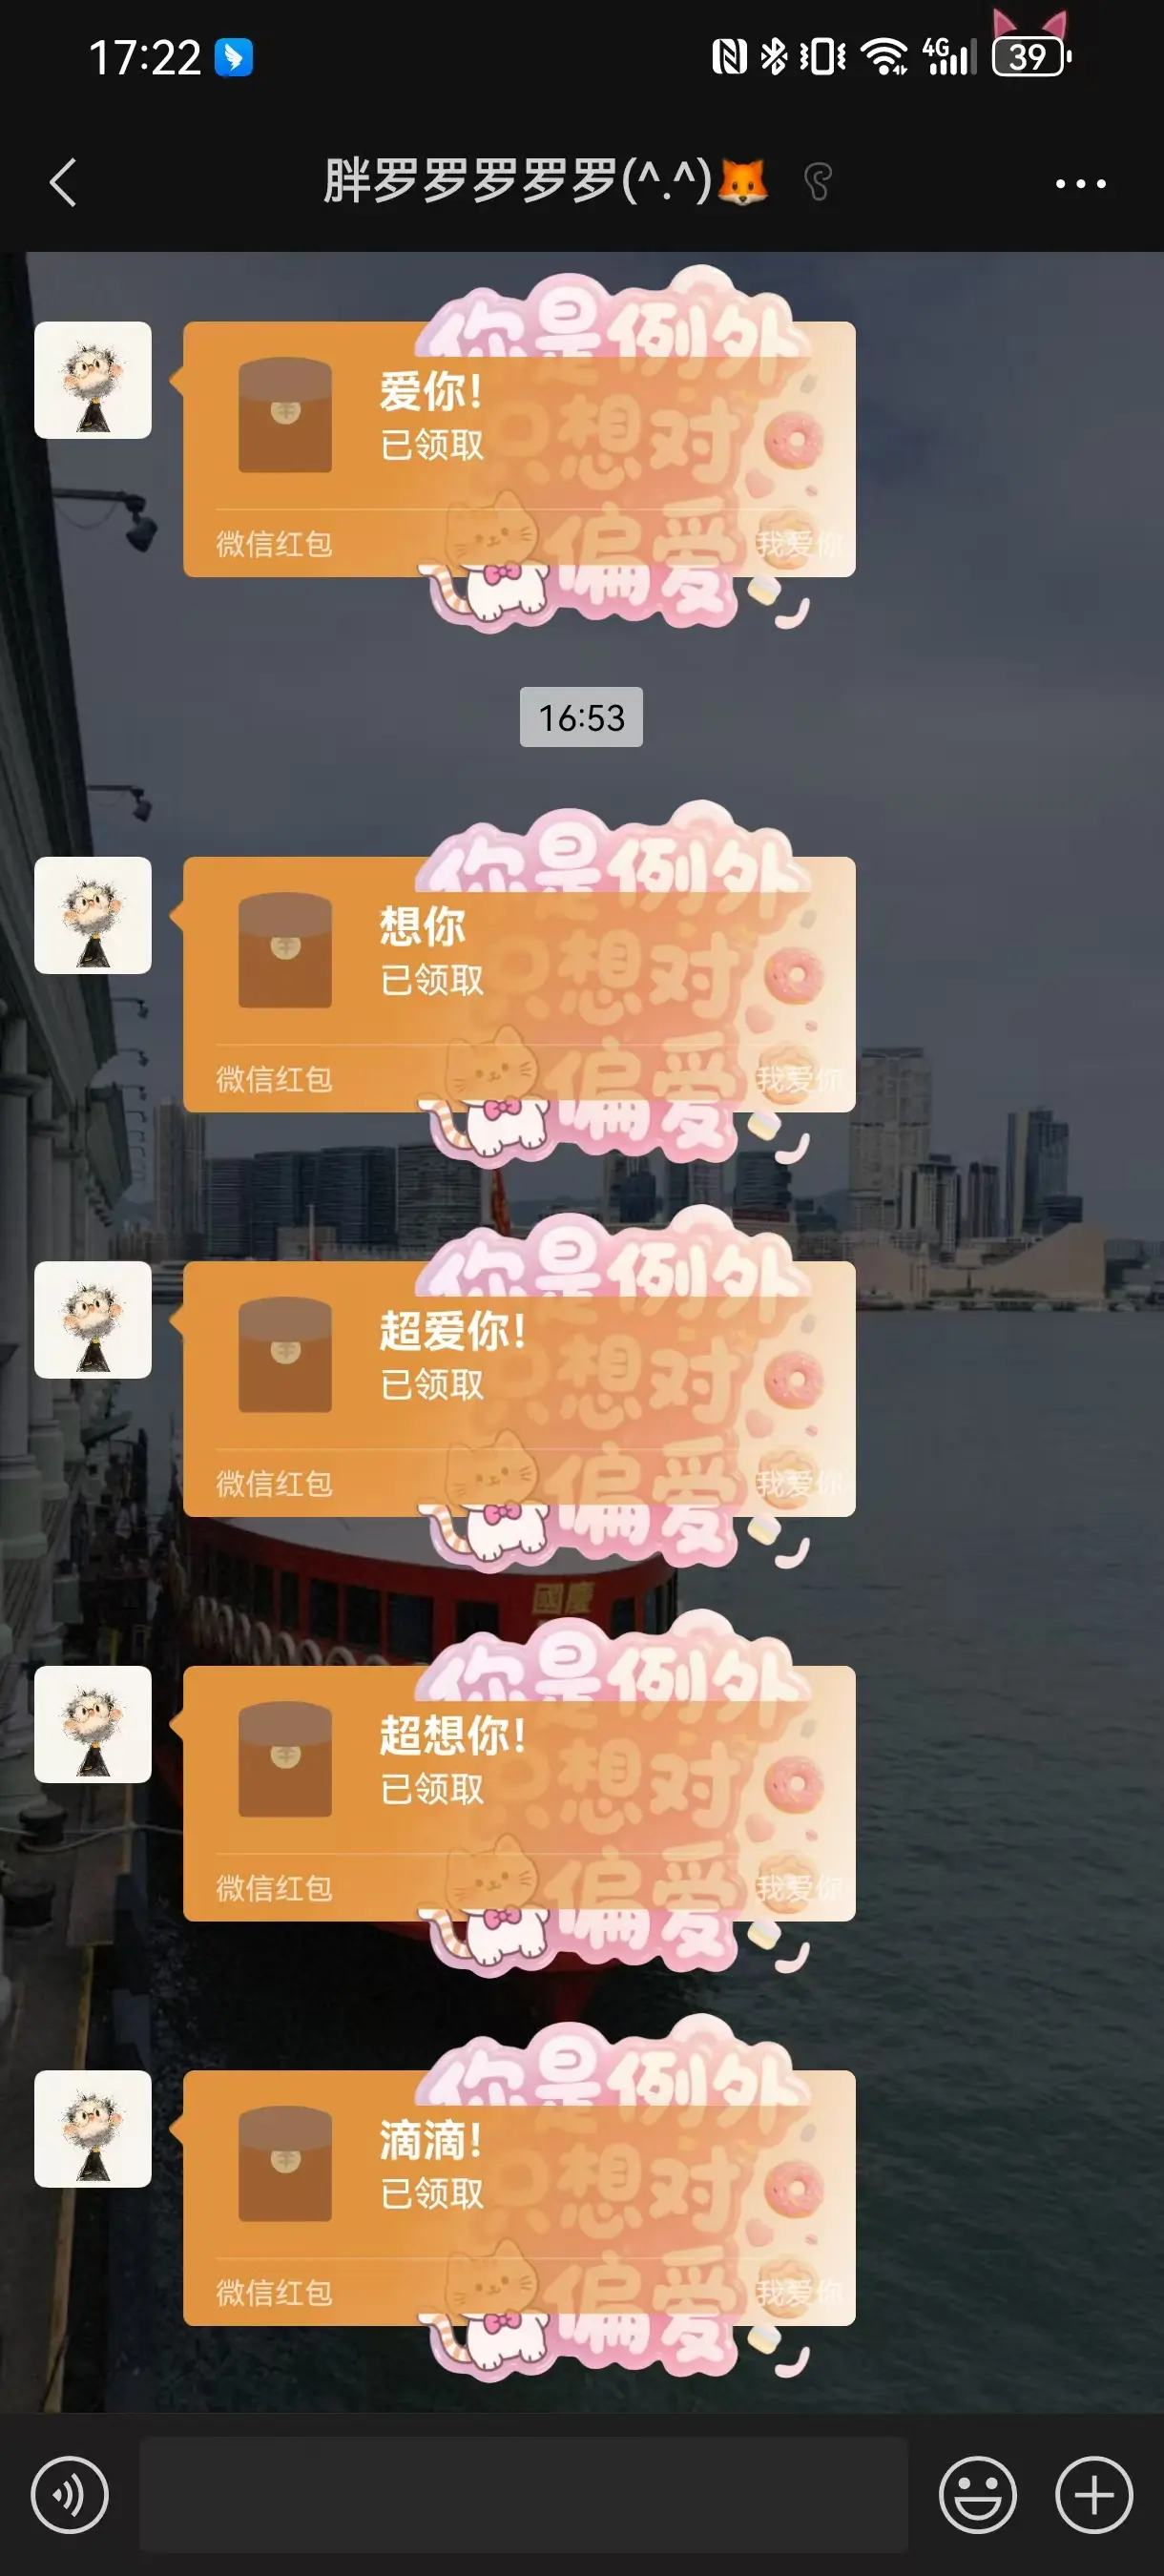 17:22
4G
39
胖罗罗罗罗罗(^.^)🦊
你是例外
爱你!
已领取
只想对
偏爱
微信红包
我爱你
16:53
你是例外
想你
已领取
只想对
偏爱
微信红包
我爱你
你是例外
超爱你!
已领取
只想对
偏爱
微信红包
我爱你
國慶
你是例外
超想你!
已领取
只想对
偏爱
微信红包
我爱你
你是例外
滴滴!
已领取
只想对
偏爱
微信红包
我爱你